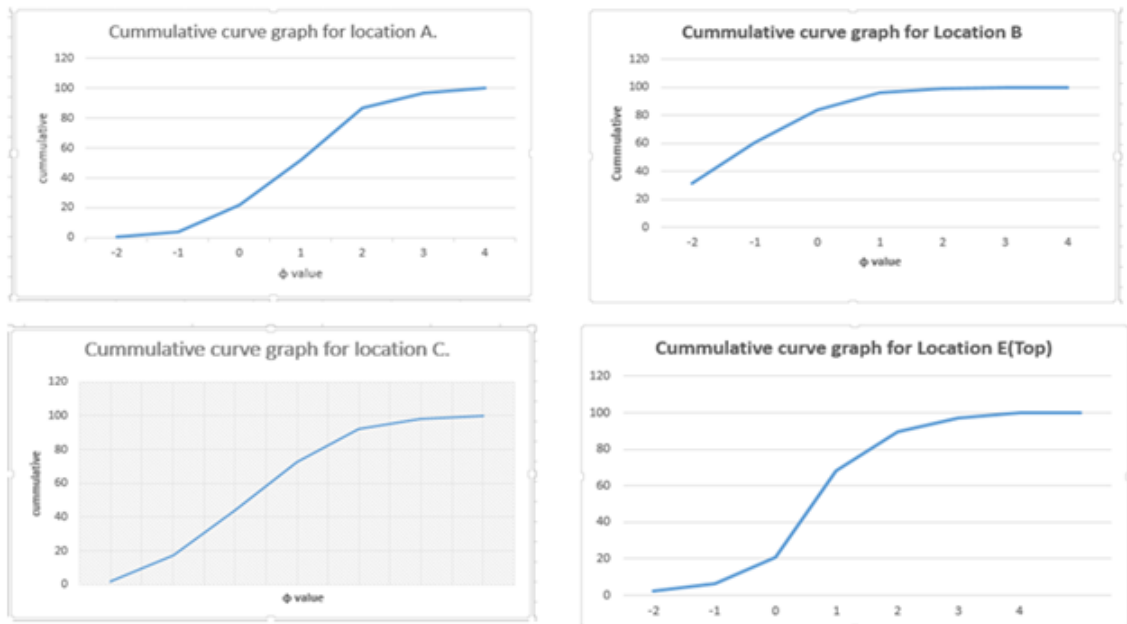 Cummulative curve graph for location A.
120
100
80
60
40
20
0
cummulative
-2 -1 0 1 2 3 4
ф value
Cummulative curve graph for Location B
120
100
80
60
40
20
0
Cummulative
-2 -1 0 1 2 3 4
ф value
Cummulative curve graph for location C.
120
100
80
60
40
20
0
cummulative
ф value
Cummulative curve graph for Location E(Top)
120
100
80
60
40
20
0
-2 -1 0 1 2 3 4